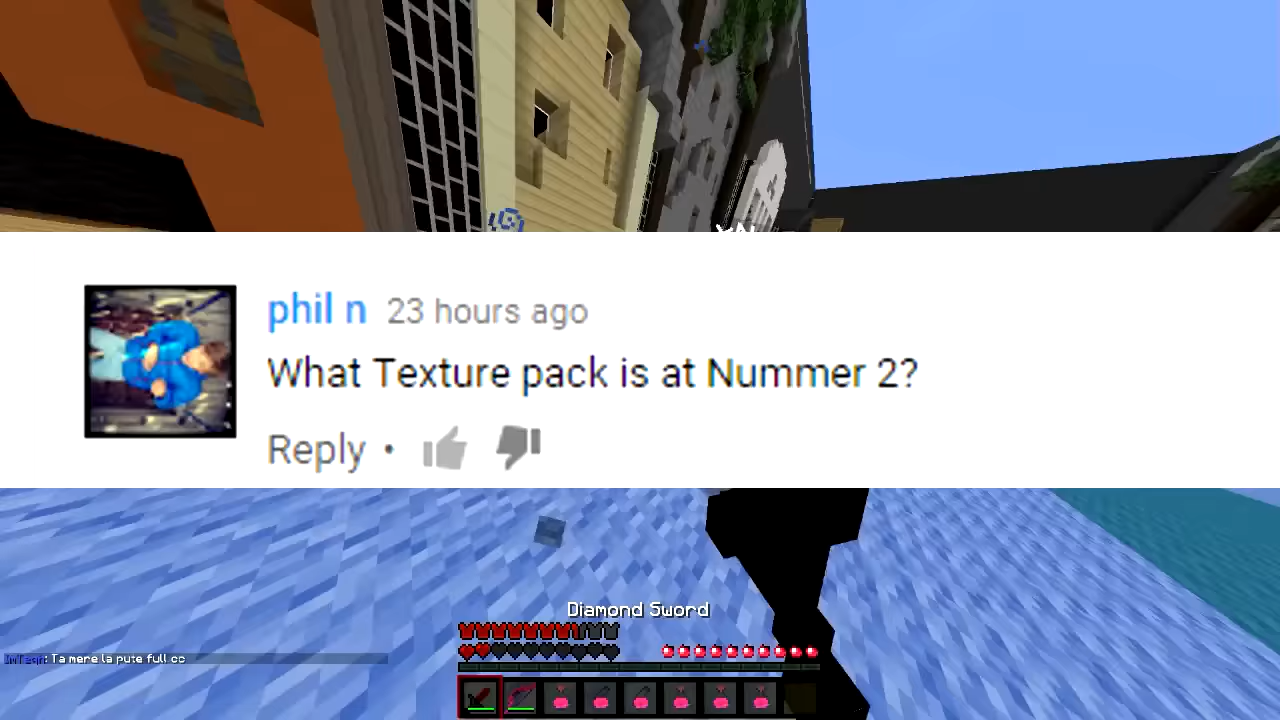 phil n 23 hours ago
What Texture pack is at Nummer 2?
Reply •
Diamond Sword
: Ta mere la pute full cc